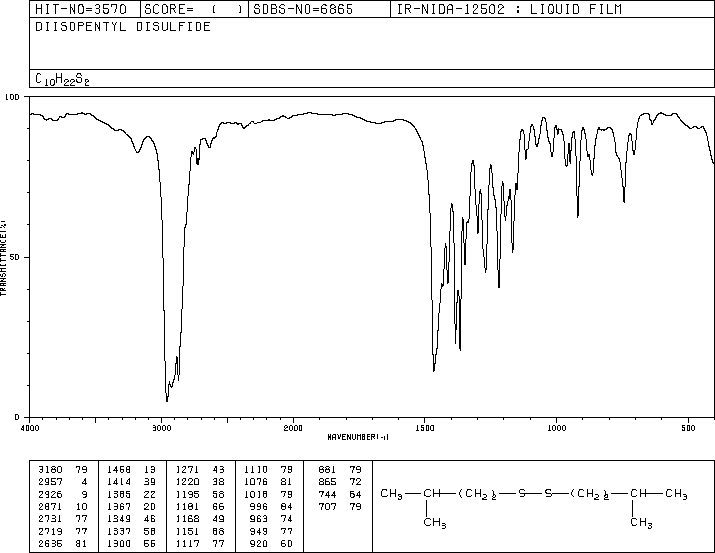 HIT-NO=3570 SCORE= ( ) SDBS-NO=6865 IR-NIDA-12502 : LIQUID FILM
DIISOPENTYL DISULFIDE
C10H22S2
100
50
0
TRANSMITTANCE(%)
4000 3000 2000 1500 1000 500
WAVENUMBER(-1)
3180 79 1468 13 1271 43 1110 79 881 79
2957 4 1414 39 1220 38 1076 81 865 72
2926 9 1385 22 1195 58 1018 79 744 64
2871 10 1367 20 1181 66 996 84 707 79
2731 77 1349 46 1168 49 963 74
2719 77 1337 58 1151 68 949 77
2635 81 1300 55 1117 77 920 60
CH3 CH (CH2)2 S S (CH2)2 CH CH3
CH3 CH3